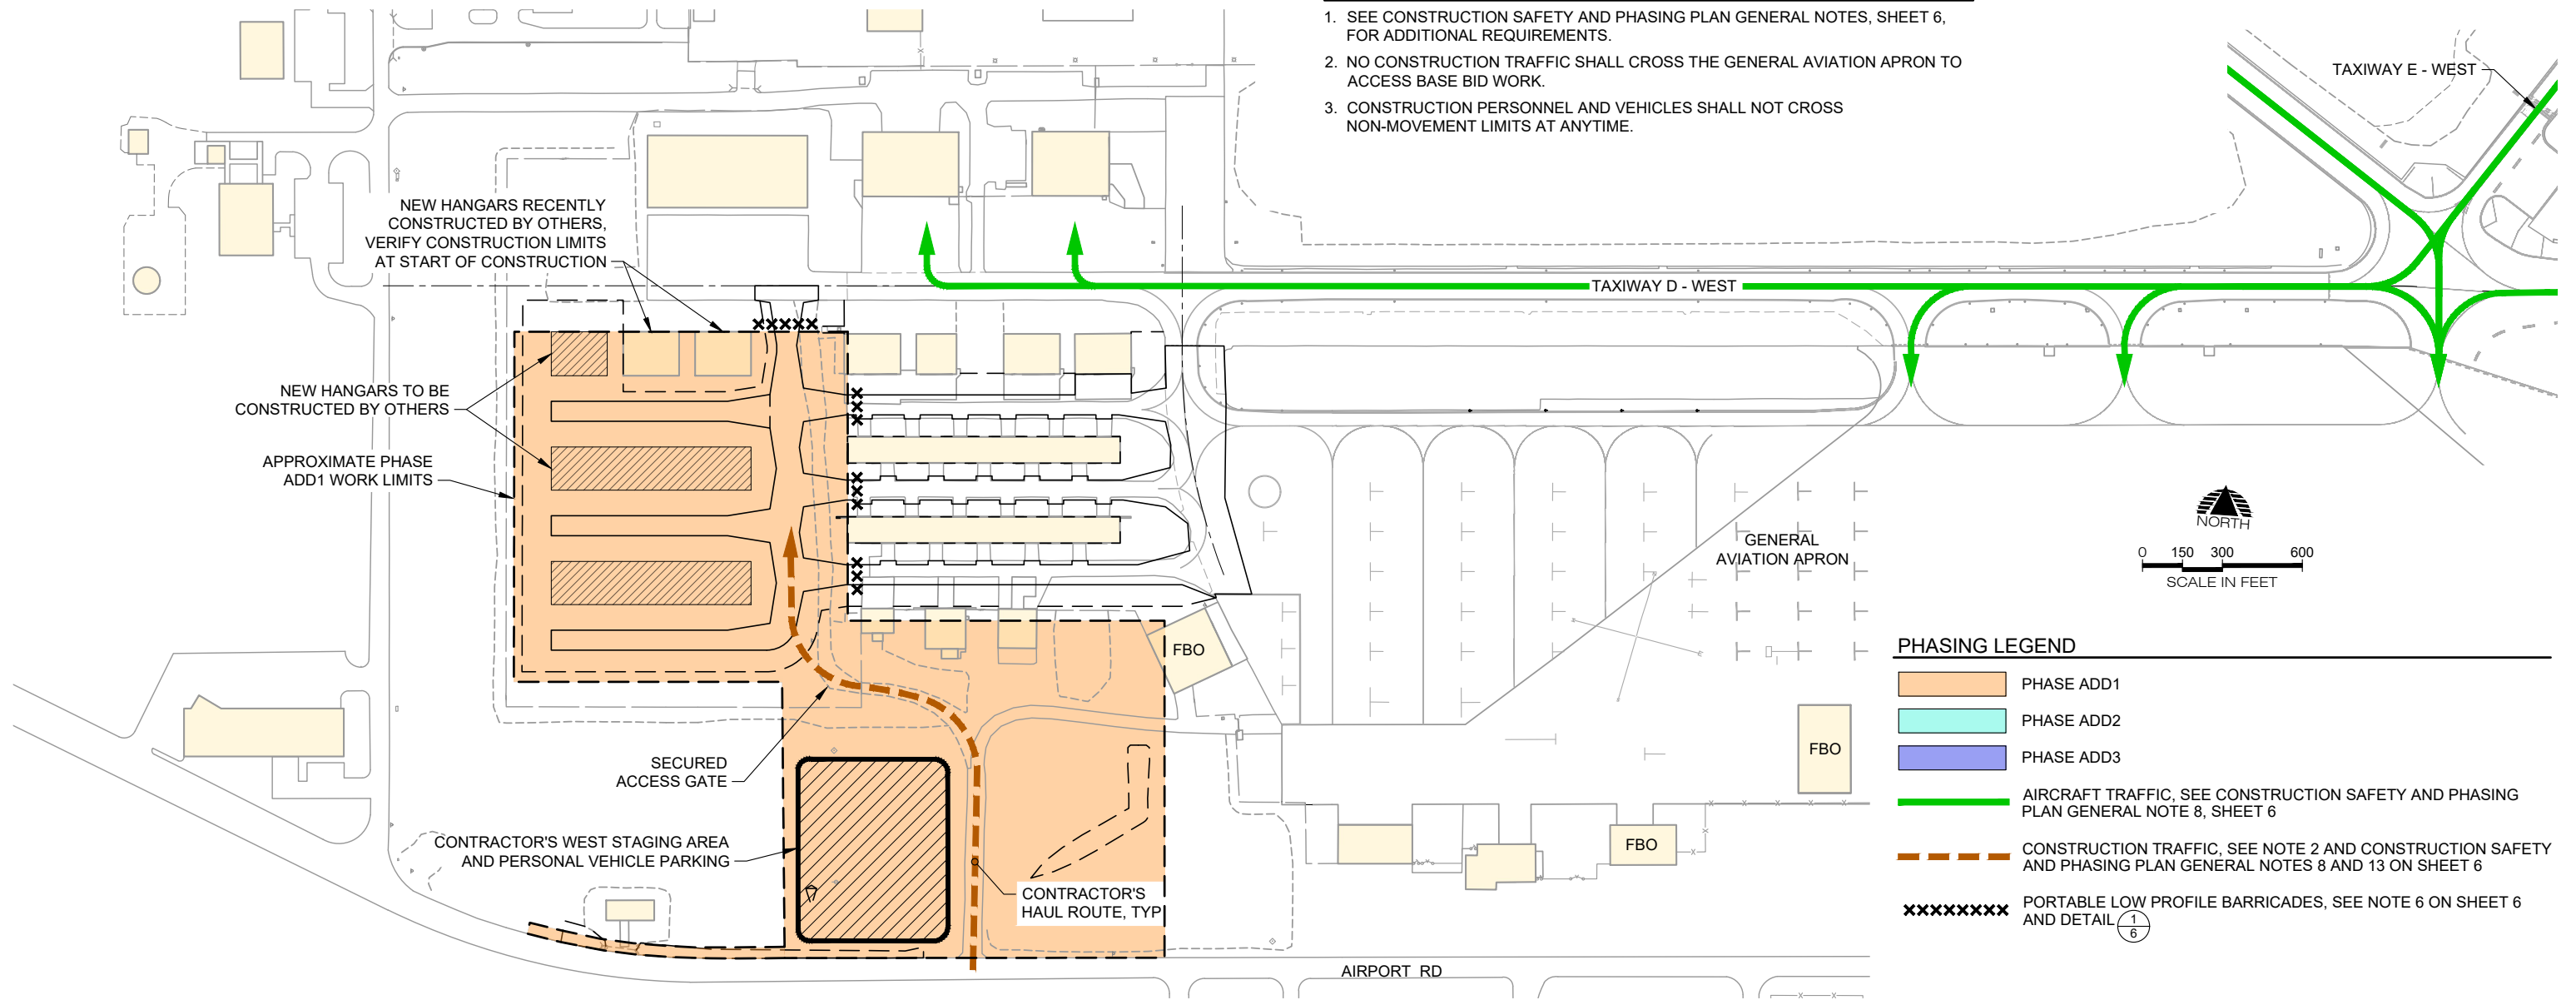 1. SEE CONSTRUCTION SAFETY AND PHASING PLAN GENERAL NOTES, SHEET 6,
FOR ADDITIONAL REQUIREMENTS.
2. NO CONSTRUCTION TRAFFIC SHALL CROSS THE GENERAL AVIATION APRON TO
ACCESS BASE BID WORK.
3. CONSTRUCTION PERSONNEL AND VEHICLES SHALL NOT CROSS
NON-MOVEMENT LIMITS AT ANYTIME.
TAXIWAY E - WEST
NEW HANGARS RECENTLY
CONSTRUCTED BY OTHERS,
VERIFY CONSTRUCTION LIMITS
AT START OF CONSTRUCTION
TAXIWAY D - WEST
NEW HANGARS TO BE
CONSTRUCTED BY OTHERS
APPROXIMATE PHASE
ADD1 WORK LIMITS
GENERAL
AVIATION APRON
NORTH
0 150 300 600
SCALE IN FEET
FBO
SECURED
ACCESS GATE
FBO
CONTRACTOR'S WEST STAGING AREA
AND PERSONAL VEHICLE PARKING
FBO
CONTRACTOR'S
HAUL ROUTE, TYP
AIRPORT RD
PHASING LEGEND
PHASE ADD1
PHASE ADD2
PHASE ADD3
AIRCRAFT TRAFFIC, SEE CONSTRUCTION SAFETY AND PHASING
PLAN GENERAL NOTE 8, SHEET 6
CONSTRUCTION TRAFFIC, SEE NOTE 2 AND CONSTRUCTION SAFETY
AND PHASING PLAN GENERAL NOTES 8 AND 13 ON SHEET 6
PORTABLE LOW PROFILE BARRICADES, SEE NOTE 6 ON SHEET 6
AND DETAIL 1
6